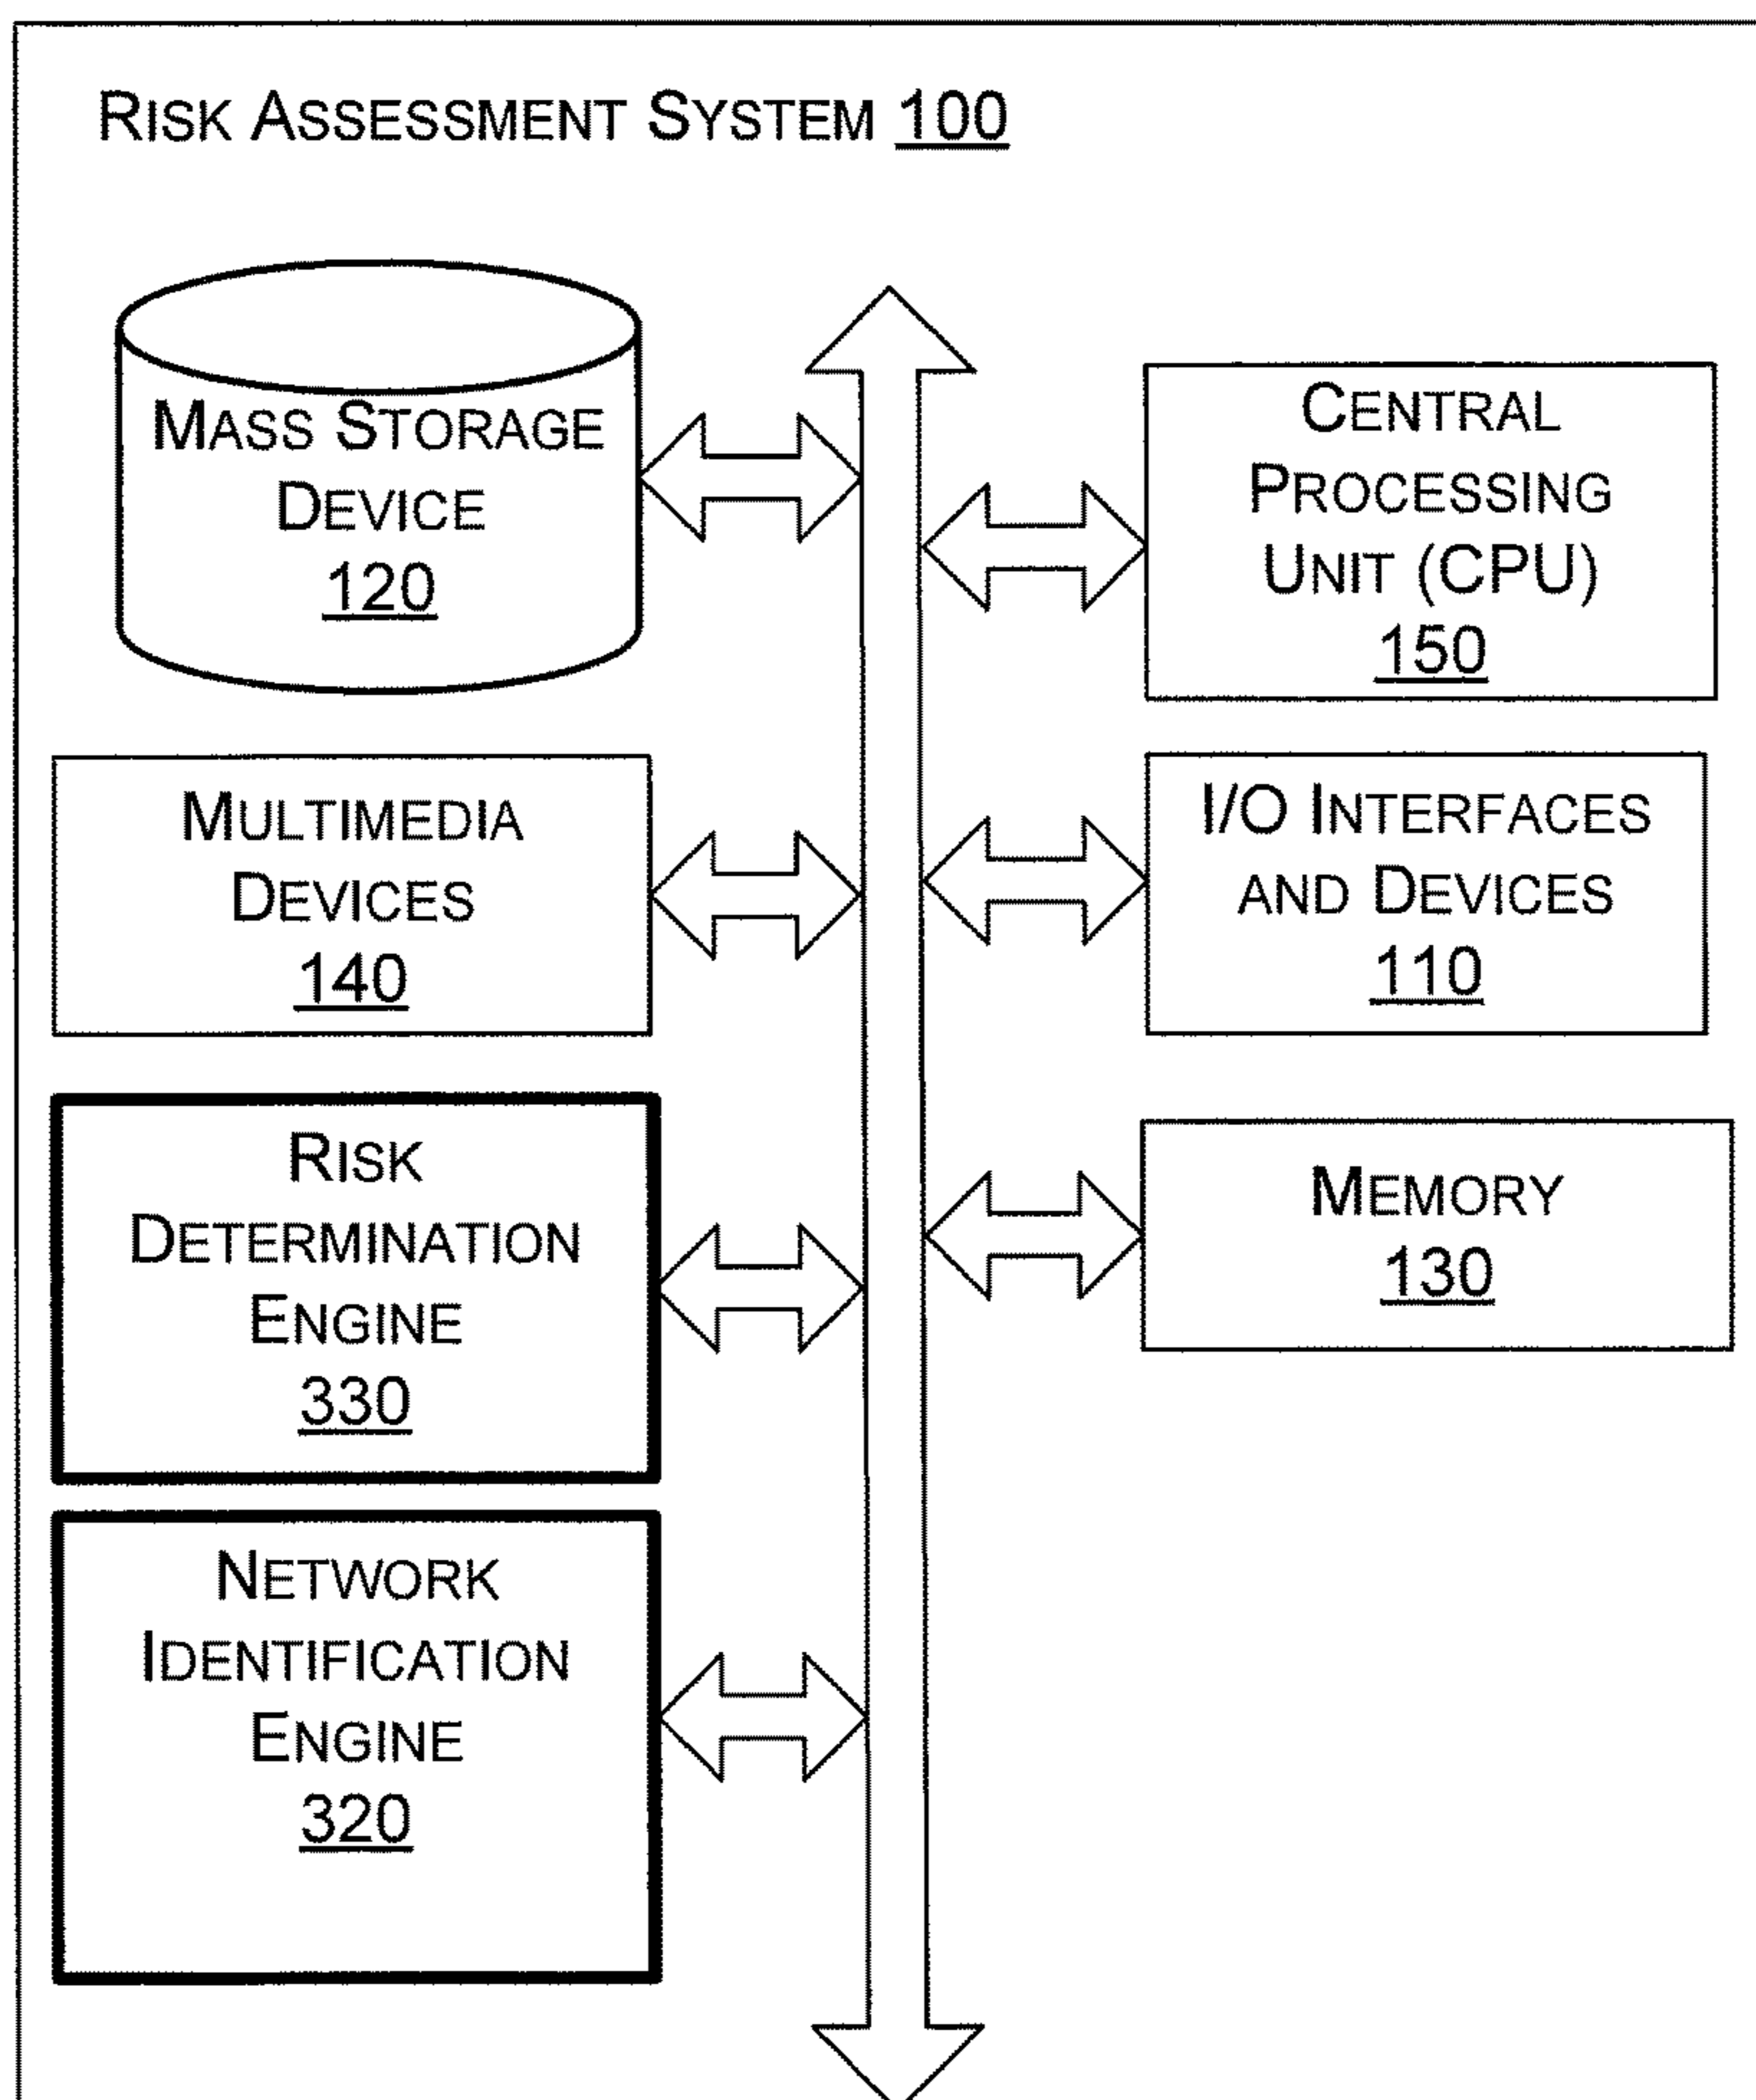 RISK ASSESSMENT SYSTEM 100
MASS STORAGE
DEVICE
120
CENTRAL
PROCESSING
UNIT (CPU)
150
MULTIMEDIA
DEVICES
140
I/O INTERFACES
AND DEVICES
110
RISK
DETERMINATION
ENGINE
330
MEMORY
130
NETWORK
IDENTIFICATION
ENGINE
320